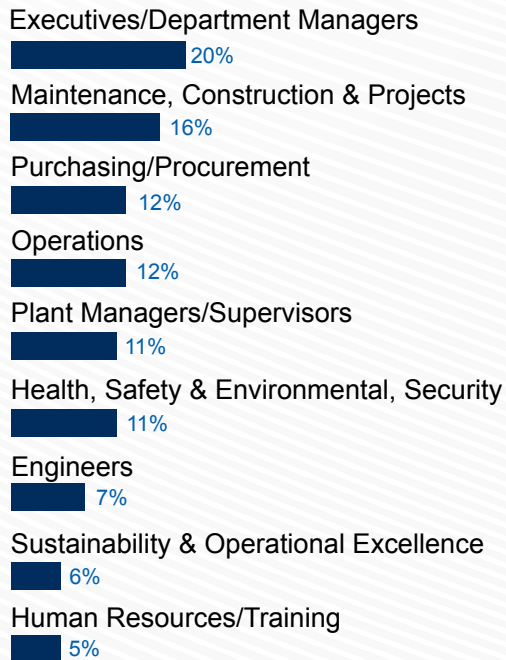 Executives/Department Managers
20%
Maintenance, Construction & Projects
16%
Purchasing/Procurement
12%
Operations
12%
Plant Managers/Supervisors
11%
Health, Safety & Environmental, Security
11%
Engineers
7%
Sustainability & Operational Excellence
6%
Human Resources/Training
5%